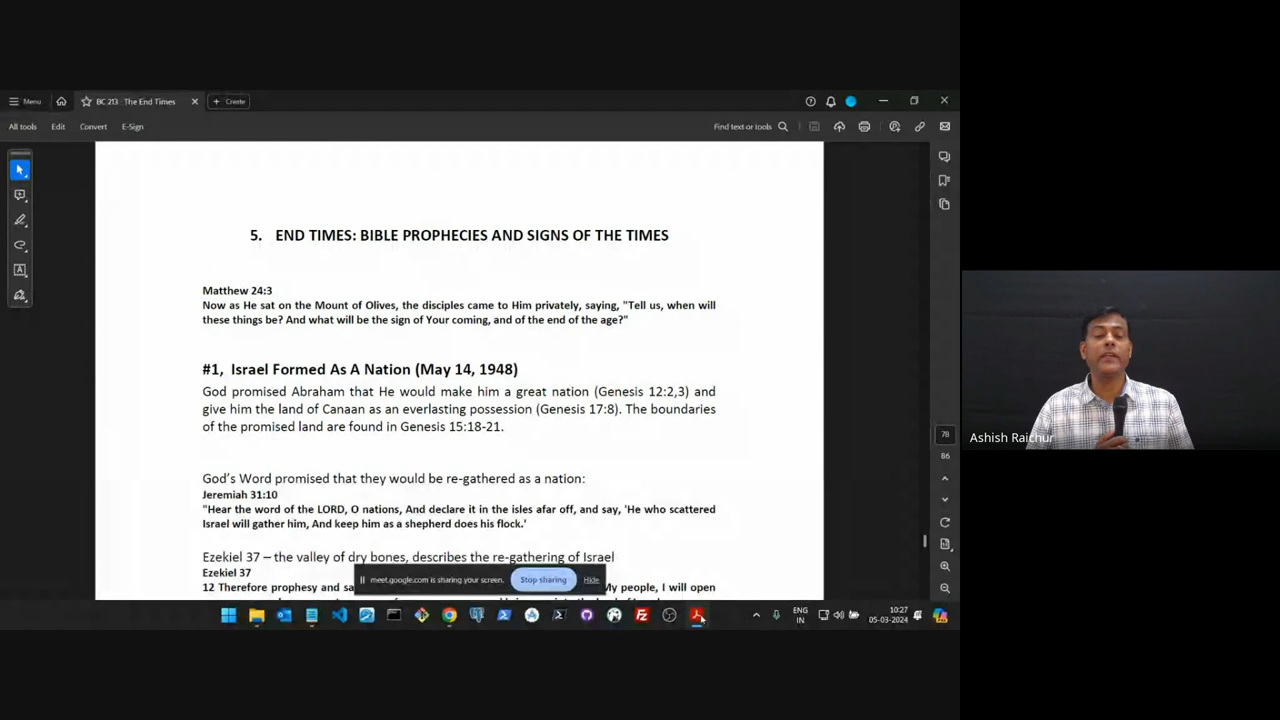 Menu
BC 213 : The End Times
Create
All tools
Edit
Convert
E-Sign
Find text or tools
5. END TIMES: BIBLE PROPHECIES AND SIGNS OF THE TIMES
Matthew 24:3
Now as He sat on the Mount of Olives, the disciples came to Him privately, saying, "Tell us, when will
these things be? And what will be the sign of Your coming, and of the end of the age?"
#1, Israel Formed As A Nation (May 14, 1948)
God promised Abraham that He would make him a great nation (Genesis 12:2,3) and
give him the land of Canaan as an everlasting possession (Genesis 17:8). The boundaries
of the promised land are found in Genesis 15:18-21.
God's Word promised that they would be re-gathered as a nation:
Jeremiah 31:10
"Hear the word of the LORD, O nations, And declare it in the isles afar off, and say, 'He who scattered
Israel will gather him, And keep him as a shepherd does his flock.'
Ezekiel 37 – the valley of dry bones, describes the re-gathering of Israel
Ezekiel 37
12 Therefore prophesy and sa
My people, I will open
meet.google.com is sharing your screen.
Stop sharing
Hide
78
86
Ashish Raichur
ENG
IN
10:27
05-03-2024